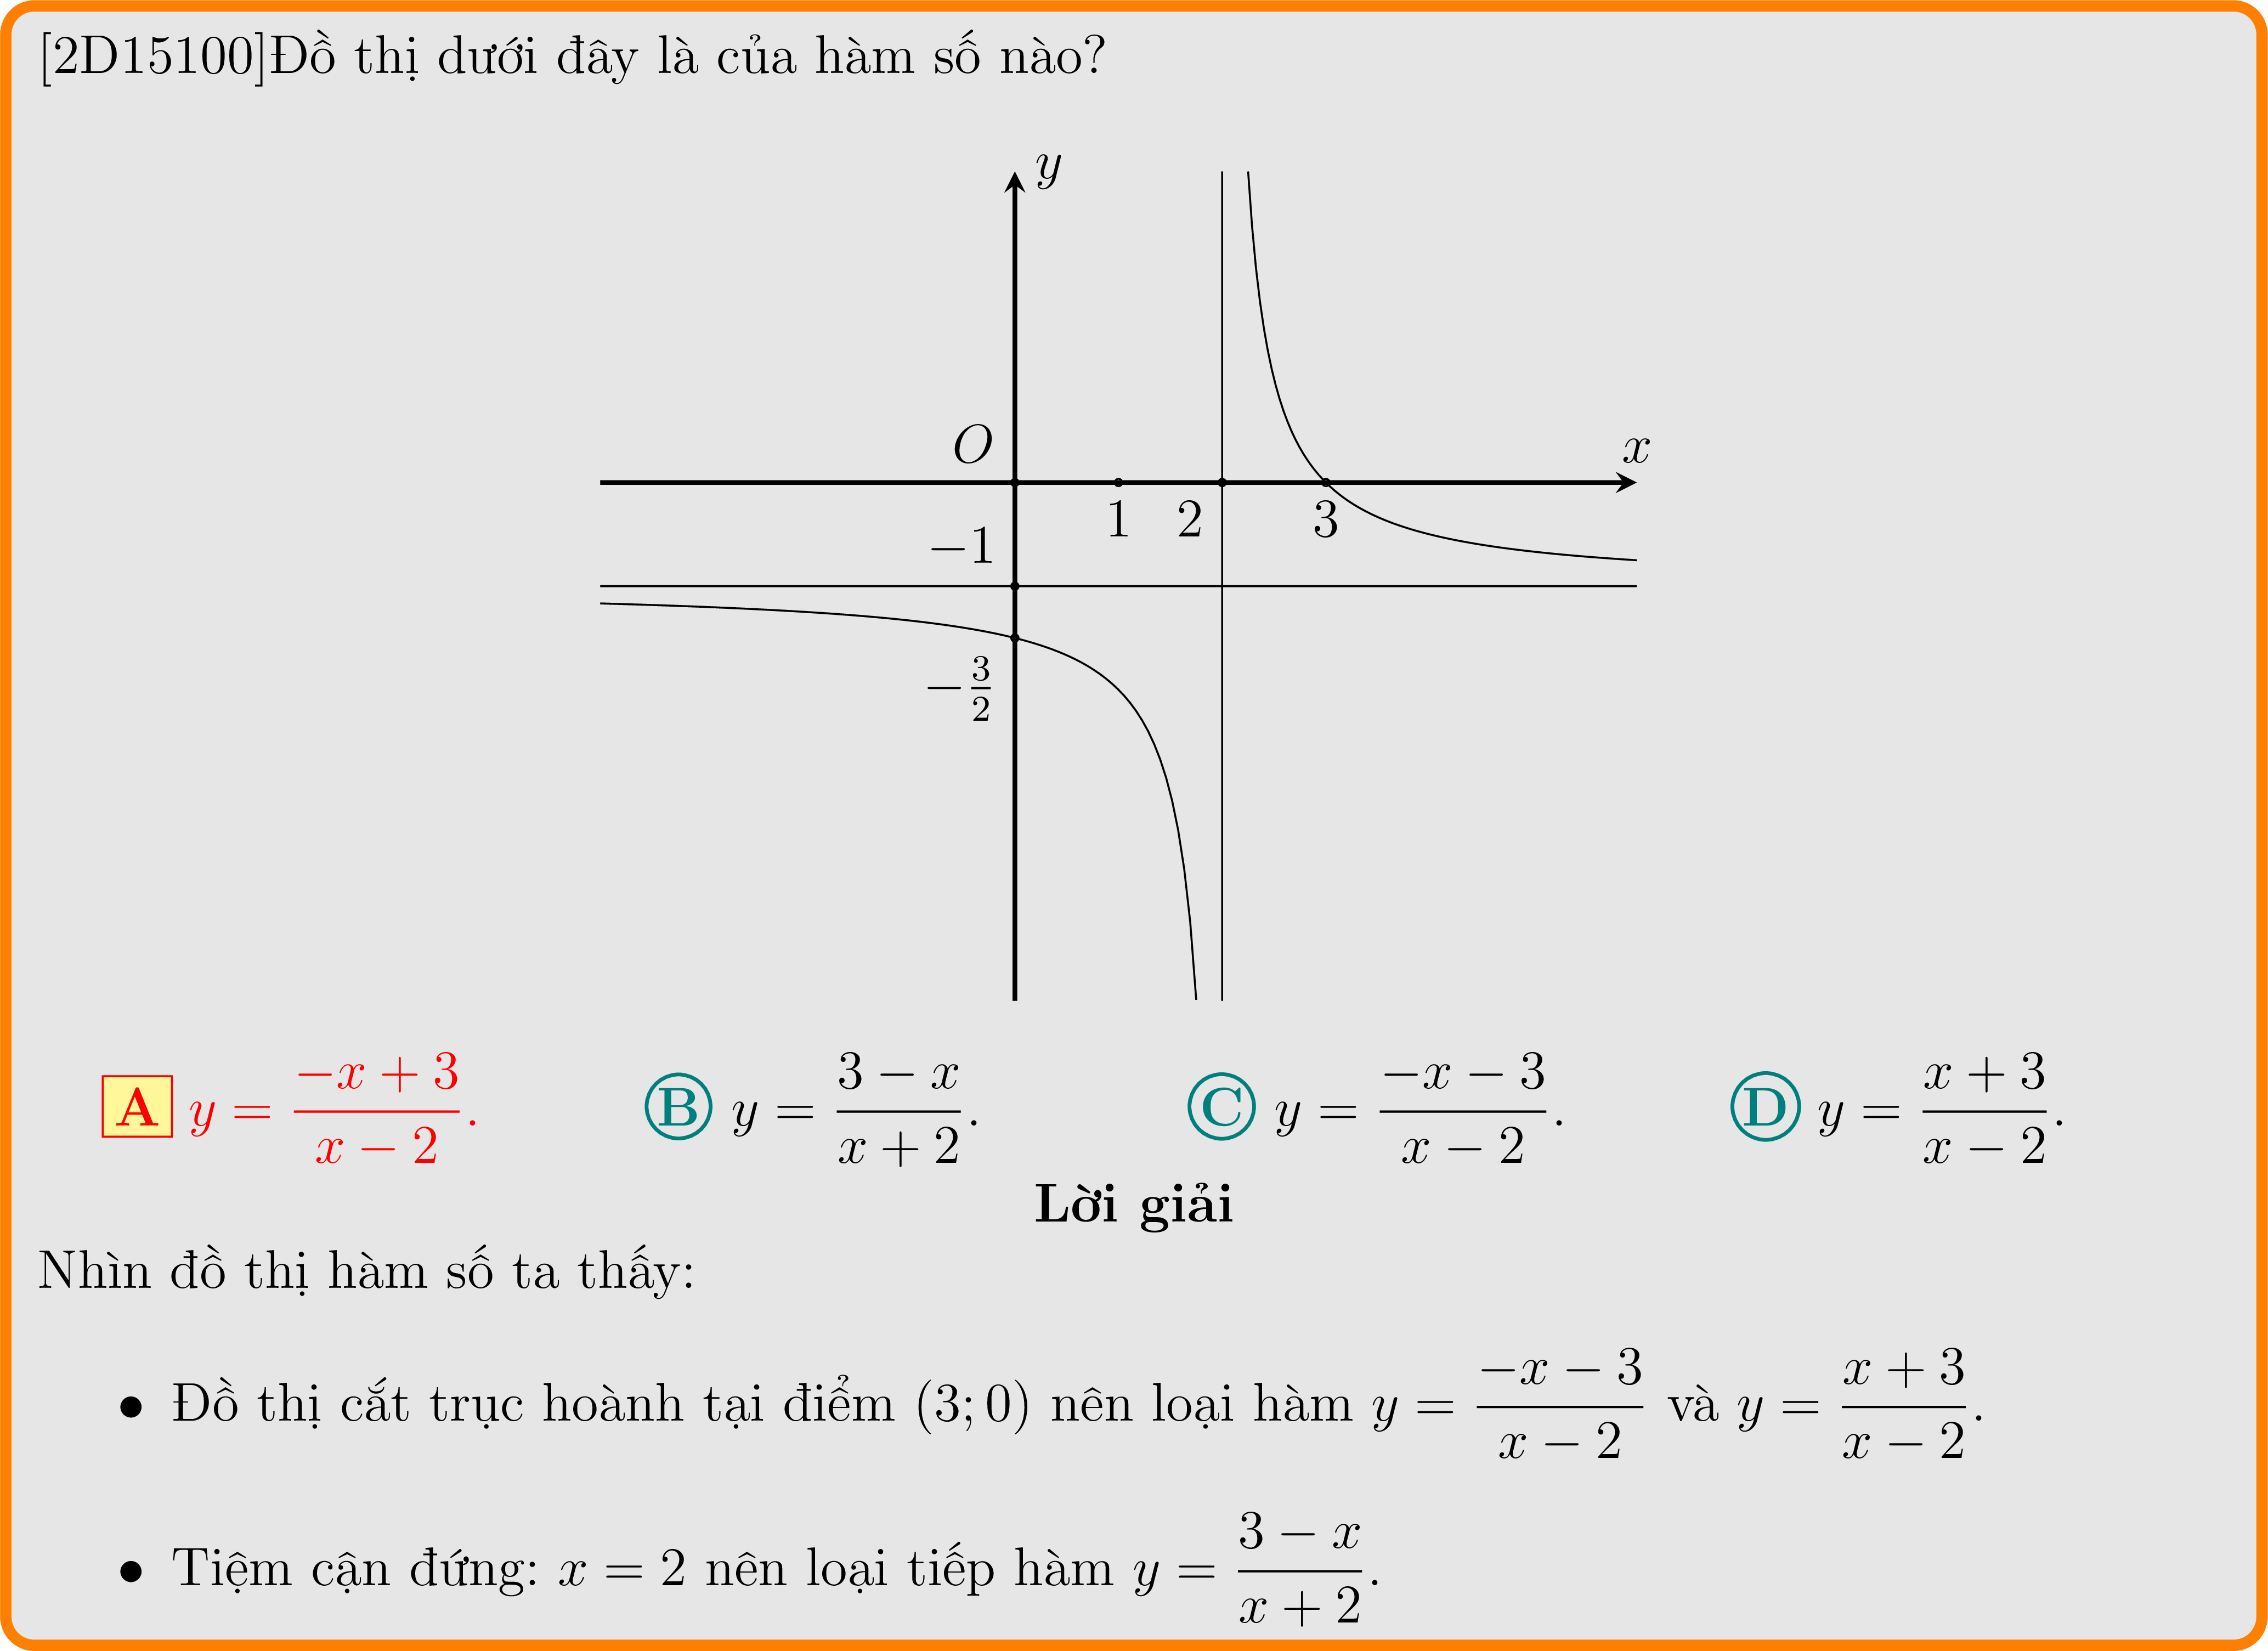 [2D15100]Đồ thị dưới đây là của hàm số nào?
y
O
x
−1
1 2 3
−3/2
A y = \frac{-x+3}{x-2}. B y = \frac{3-x}{x+2}. C y = \frac{-x-3}{x-2}. D y = \frac{x+3}{x-2}.
Lời giải
Nhìn đồ thị hàm số ta thấy:
• Đồ thị cắt trục hoành tại điểm (3; 0) nên loại hàm y = \frac{-x-3}{x-2} và y = \frac{x+3}{x-2}.
• Tiệm cận đứng: x = 2 nên loại tiếp hàm y = \frac{3-x}{x+2}.